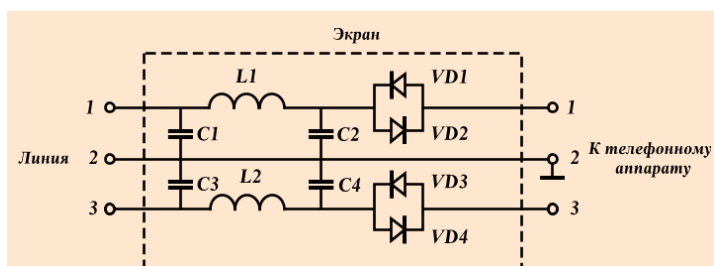 Экран
L1
VD1
1
1
C1
C2
VD2
Линия
2
2
К телефонному
аппарату
C3
L2
C4
VD3
3
3
VD4